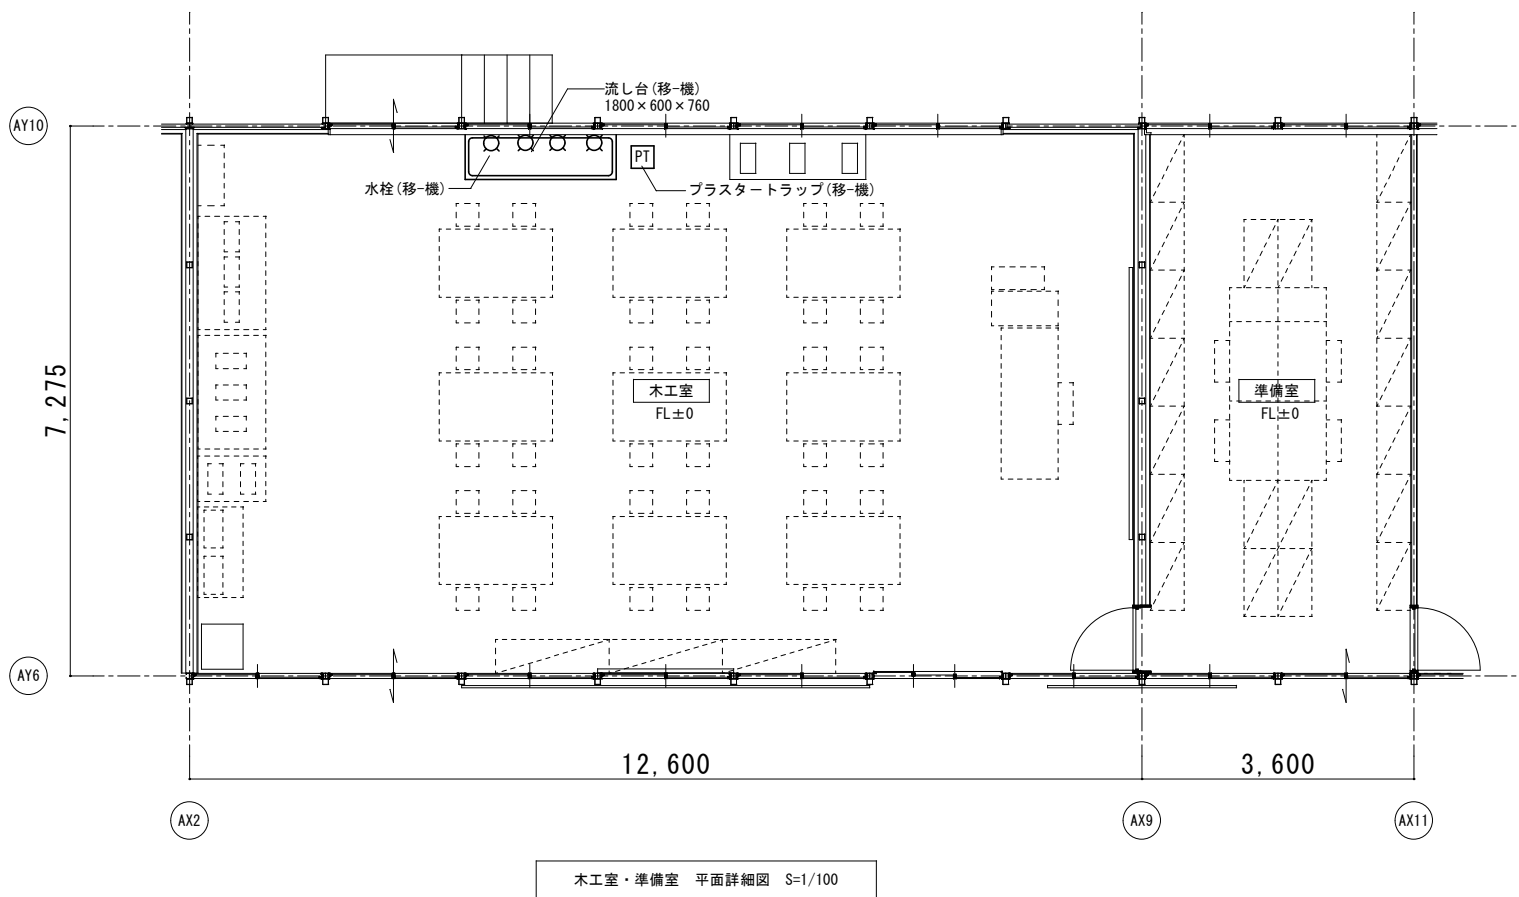 流し台(移-機)
1800×600×760
AY10
PT
水栓(移-機)
プラスタートラップ(移-機)
7,275
木工室
FL±0
準備室
FL±0
AY6
12,600
3,600
AX2
AX9
AX11
木工室・準備室 平面詳細図 S=1/100